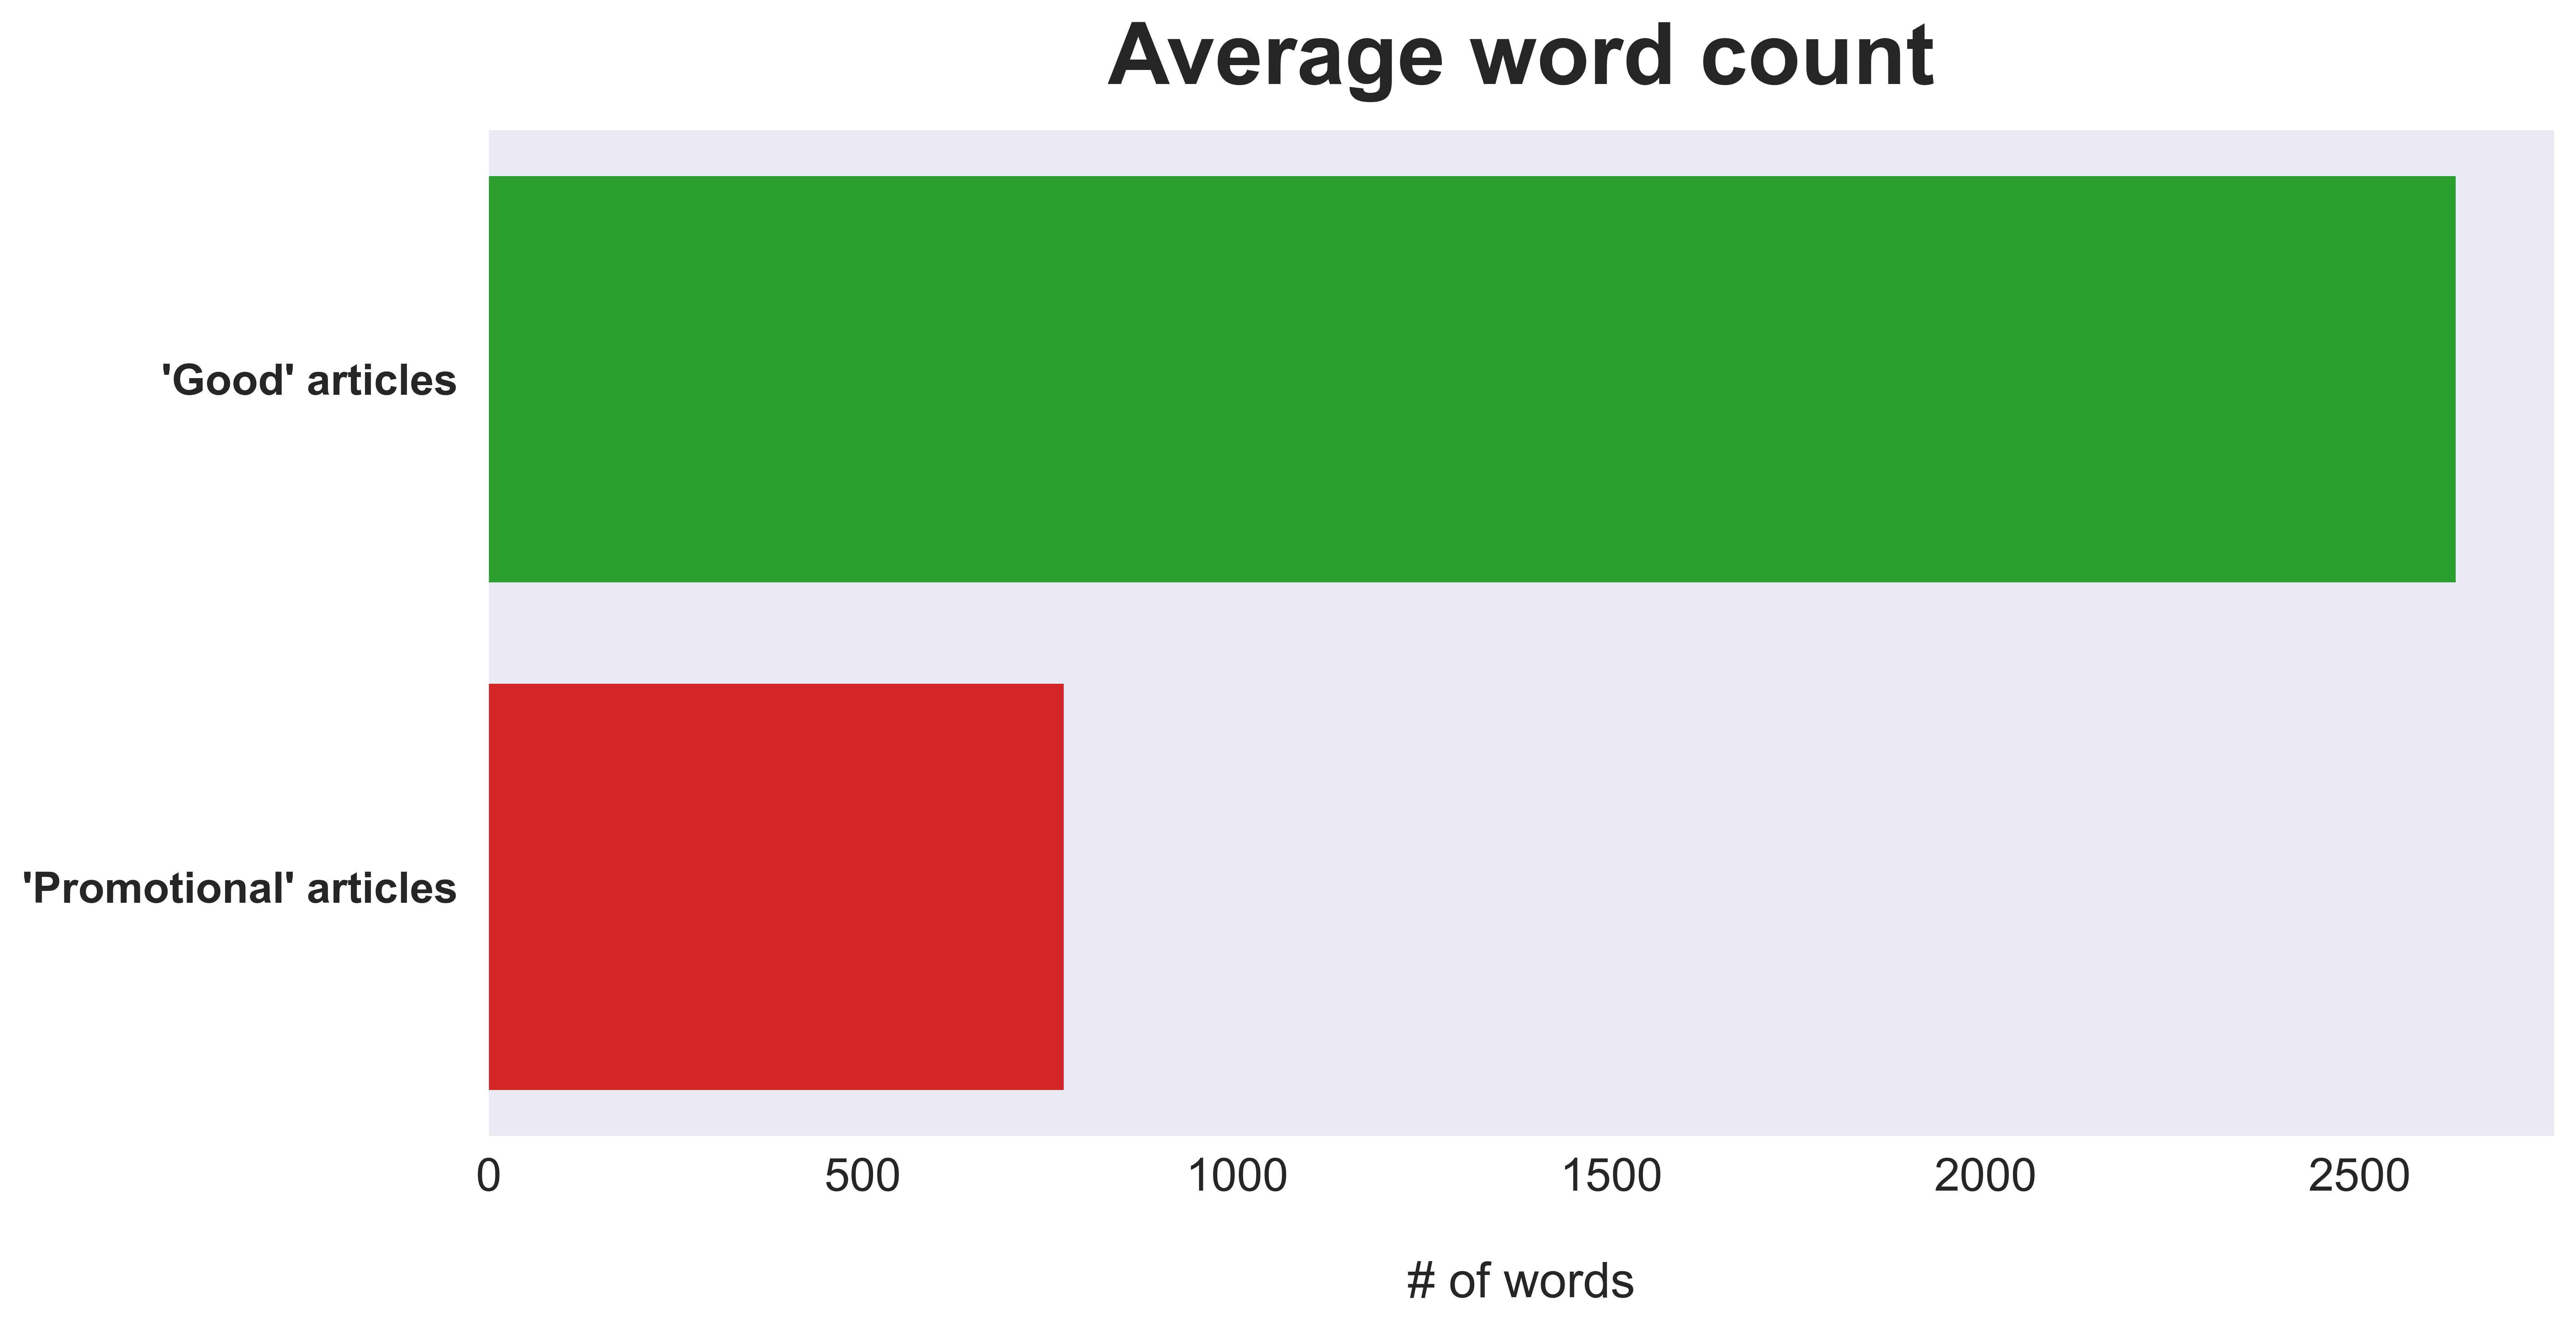 Average word count
'Good' articles
'Promotional' articles
0 500 1000 1500 2000 2500
# of words